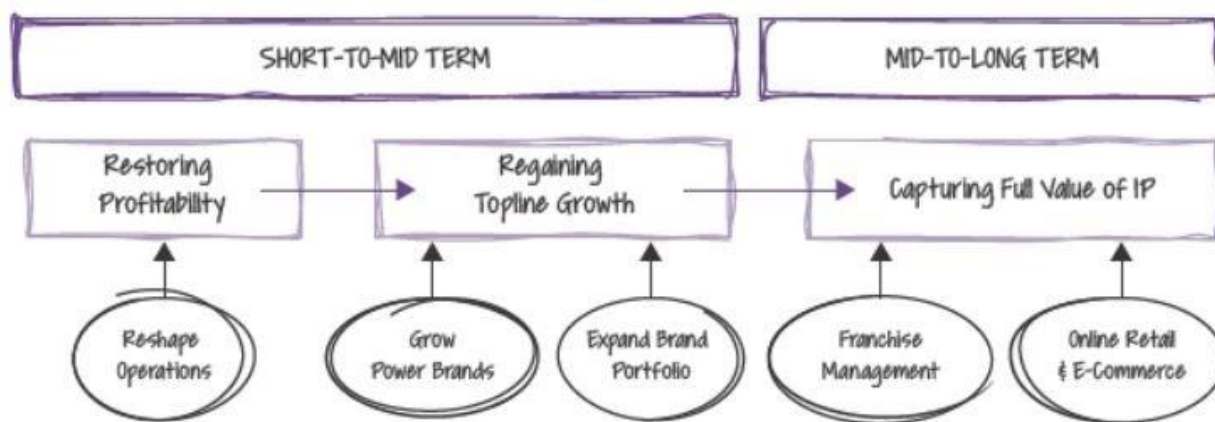 SHORT-TO-MID TERM
MID-TO-LONG TERM
Restoring
Profitability
Regaining
Topline Growth
Capturing Full Value of IP
Reshape
Operations
Grow
Power Brands
Expand Brand
Portfolio
Franchise
Management
Online Retail
& E-Commerce